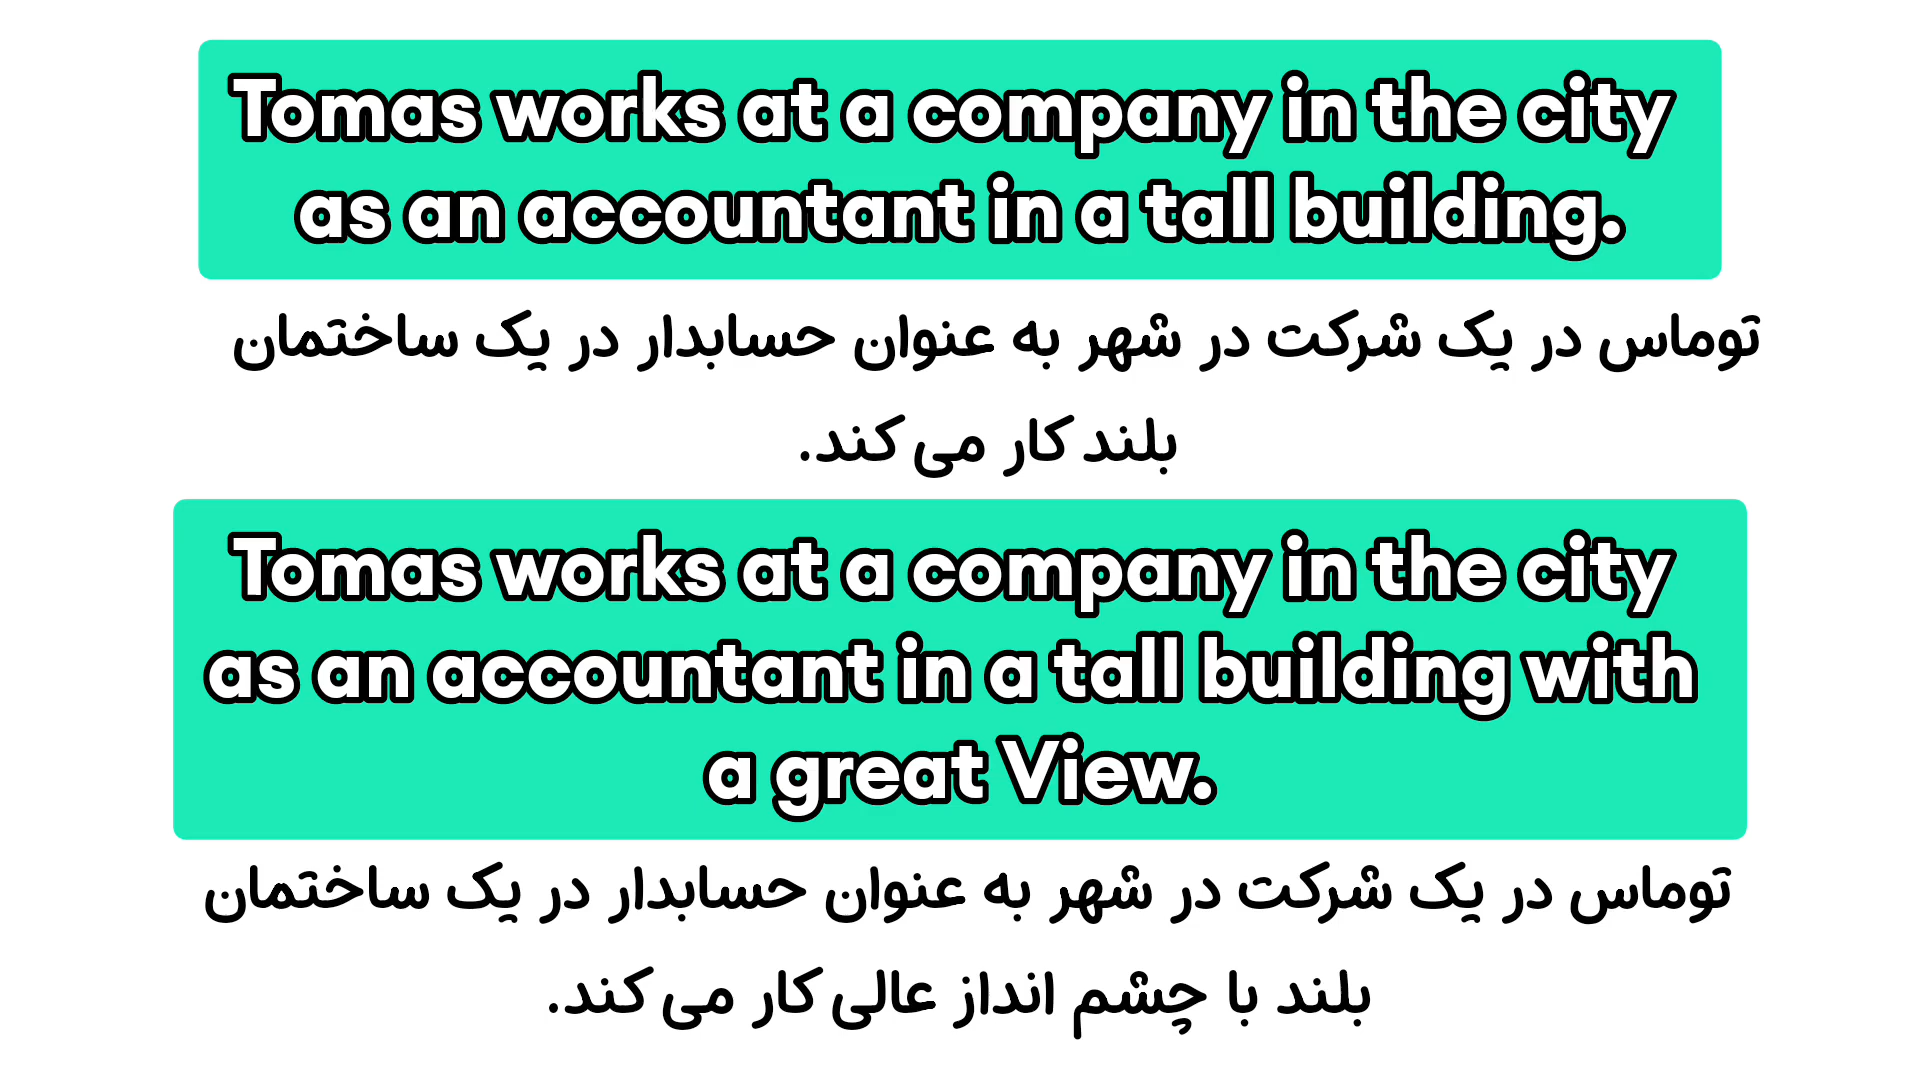 Tomas works at a company in the city
as an accountant in a tall building.
توماس در یک شرکت در شهر به عنوان حسابدار در یک ساختمان
بلند کار می کند.
Tomas works at a company in the city
as an accountant in a tall building with
a great View.
توماس در یک شرکت در شهر به عنوان حسابدار در یک ساختمان
بلند با چشم انداز عالی کار می کند.